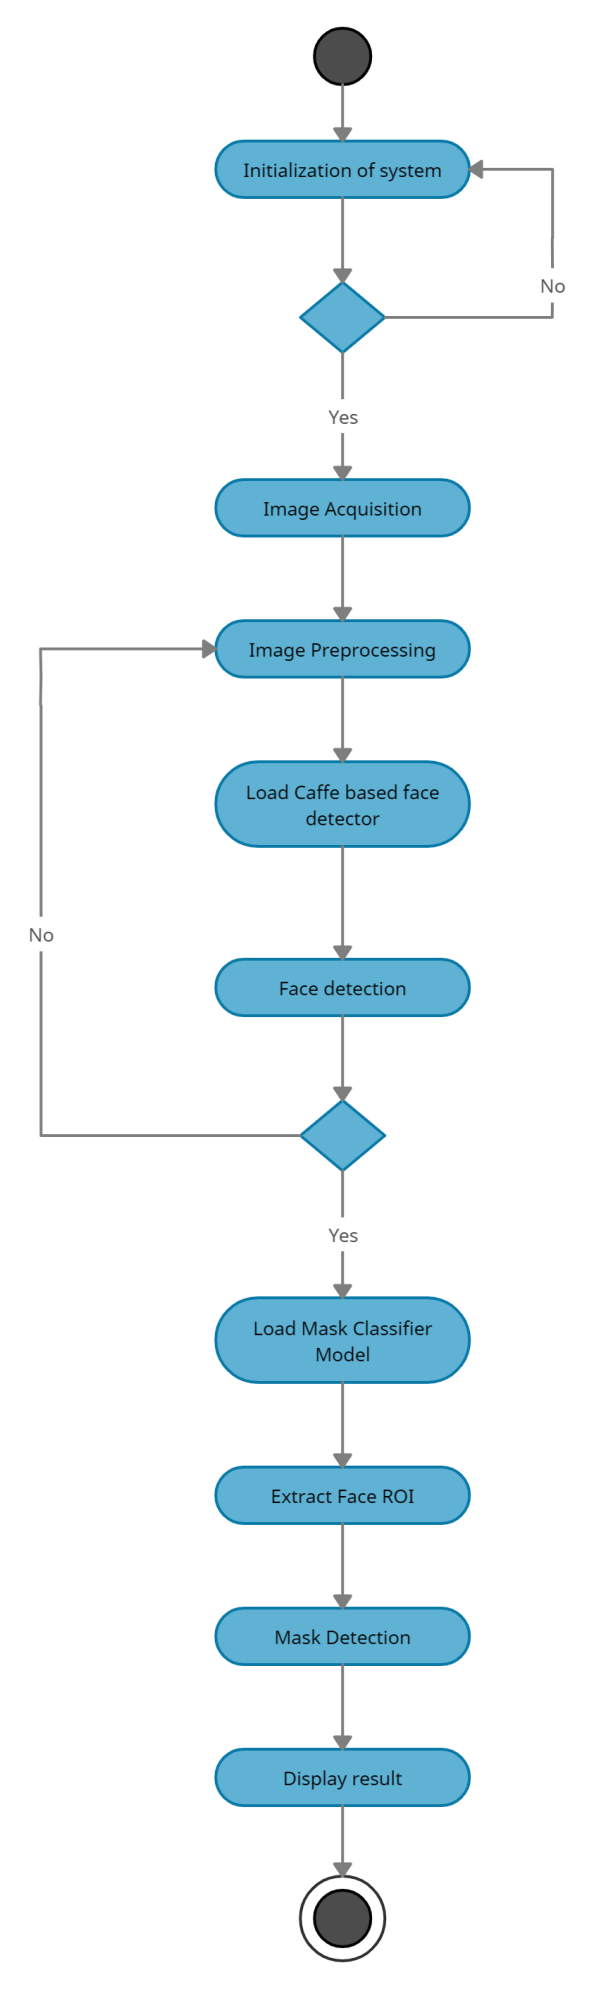 Initialization of system
No
Yes
Image Acquisition
Image Preprocessing
Load Caffe based face
detector
No
Face detection
Yes
Load Mask Classifier
Model
Extract Face ROI
Mask Detection
Display result